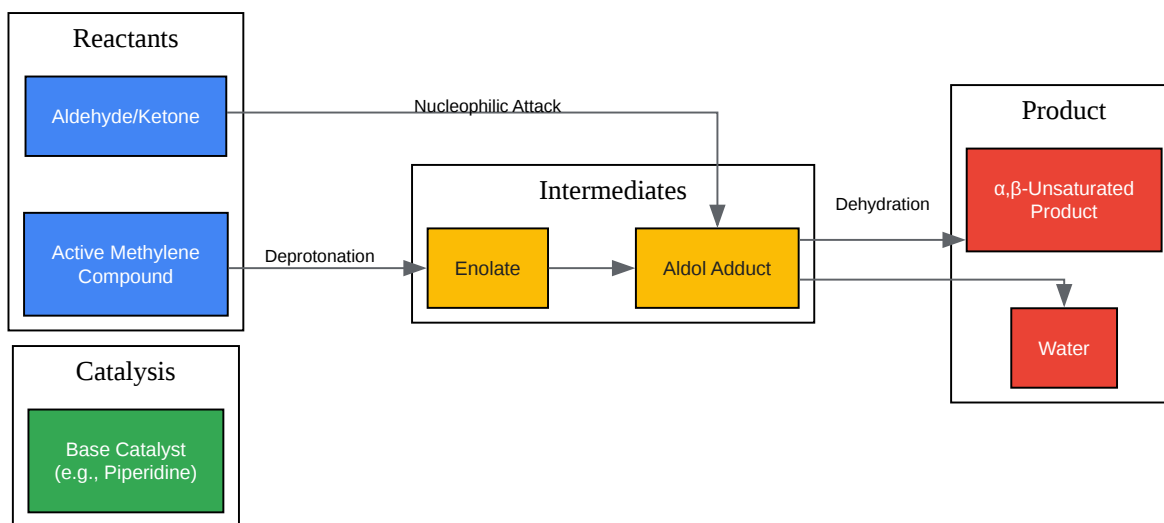 Reactants
Aldehyde/Ketone
Nucleophilic Attack
Active Methylene
Compound
Deprotonation
Intermediates
Enolate
Aldol Adduct
Dehydration
Product
α,β-Unsaturated
Product
Water
Catalysis
Base Catalyst
(e.g., Piperidine)